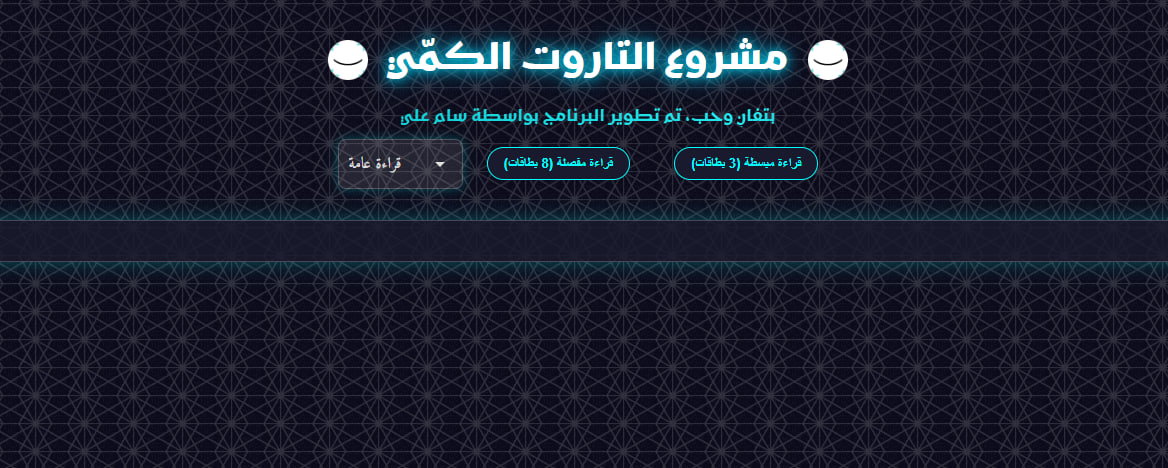 مشروع التاروت الكمّي
بتفانٍ وحب، تم تطوير البرنامج بواسطة سام علي
قراءة مبسطة (3 بطاقات)
قراءة مفصلة (8 بطاقات)
قراءة عامة